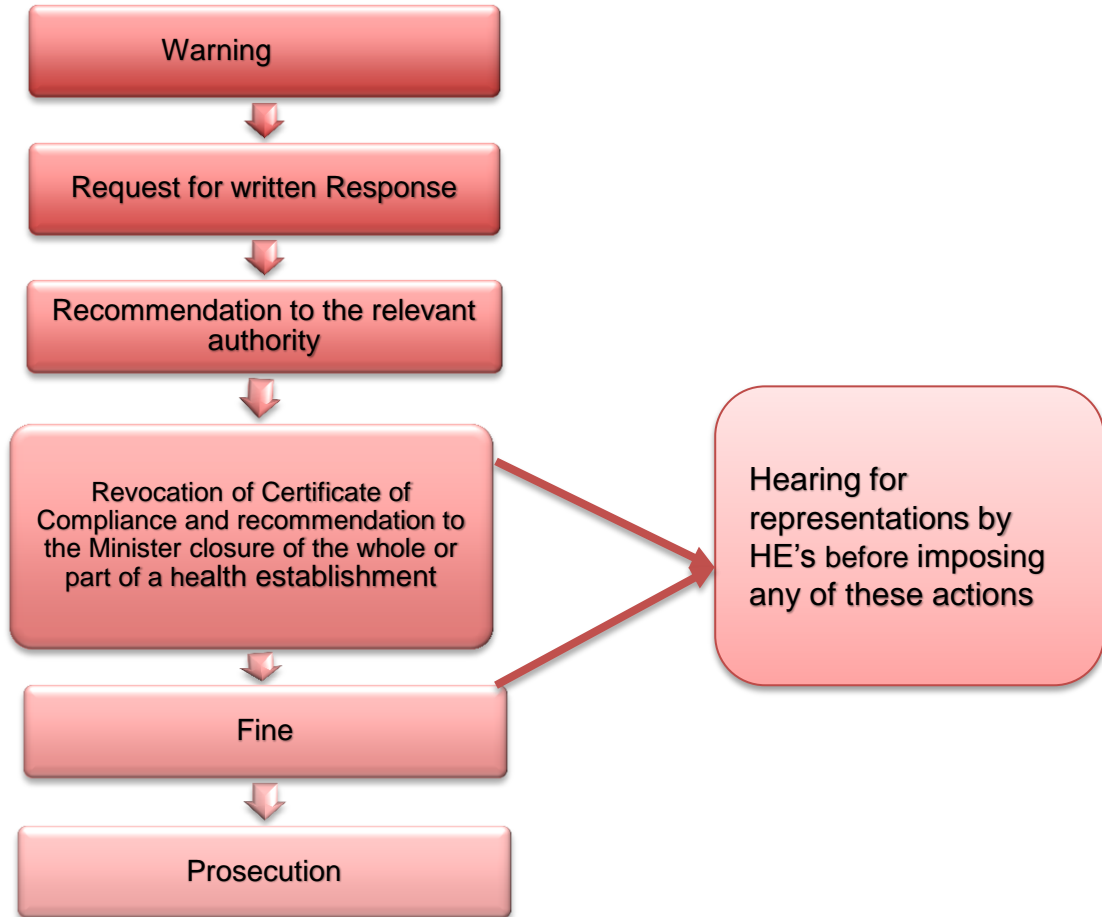 Warning
Request for written Response
Recommendation to the relevant
authority
Revocation of Certificate of
Compliance and recommendation to
the Minister closure of the whole or
part of a health establishment
Hearing for
representations by
HE’s before imposing
any of these actions
Fine
Prosecution